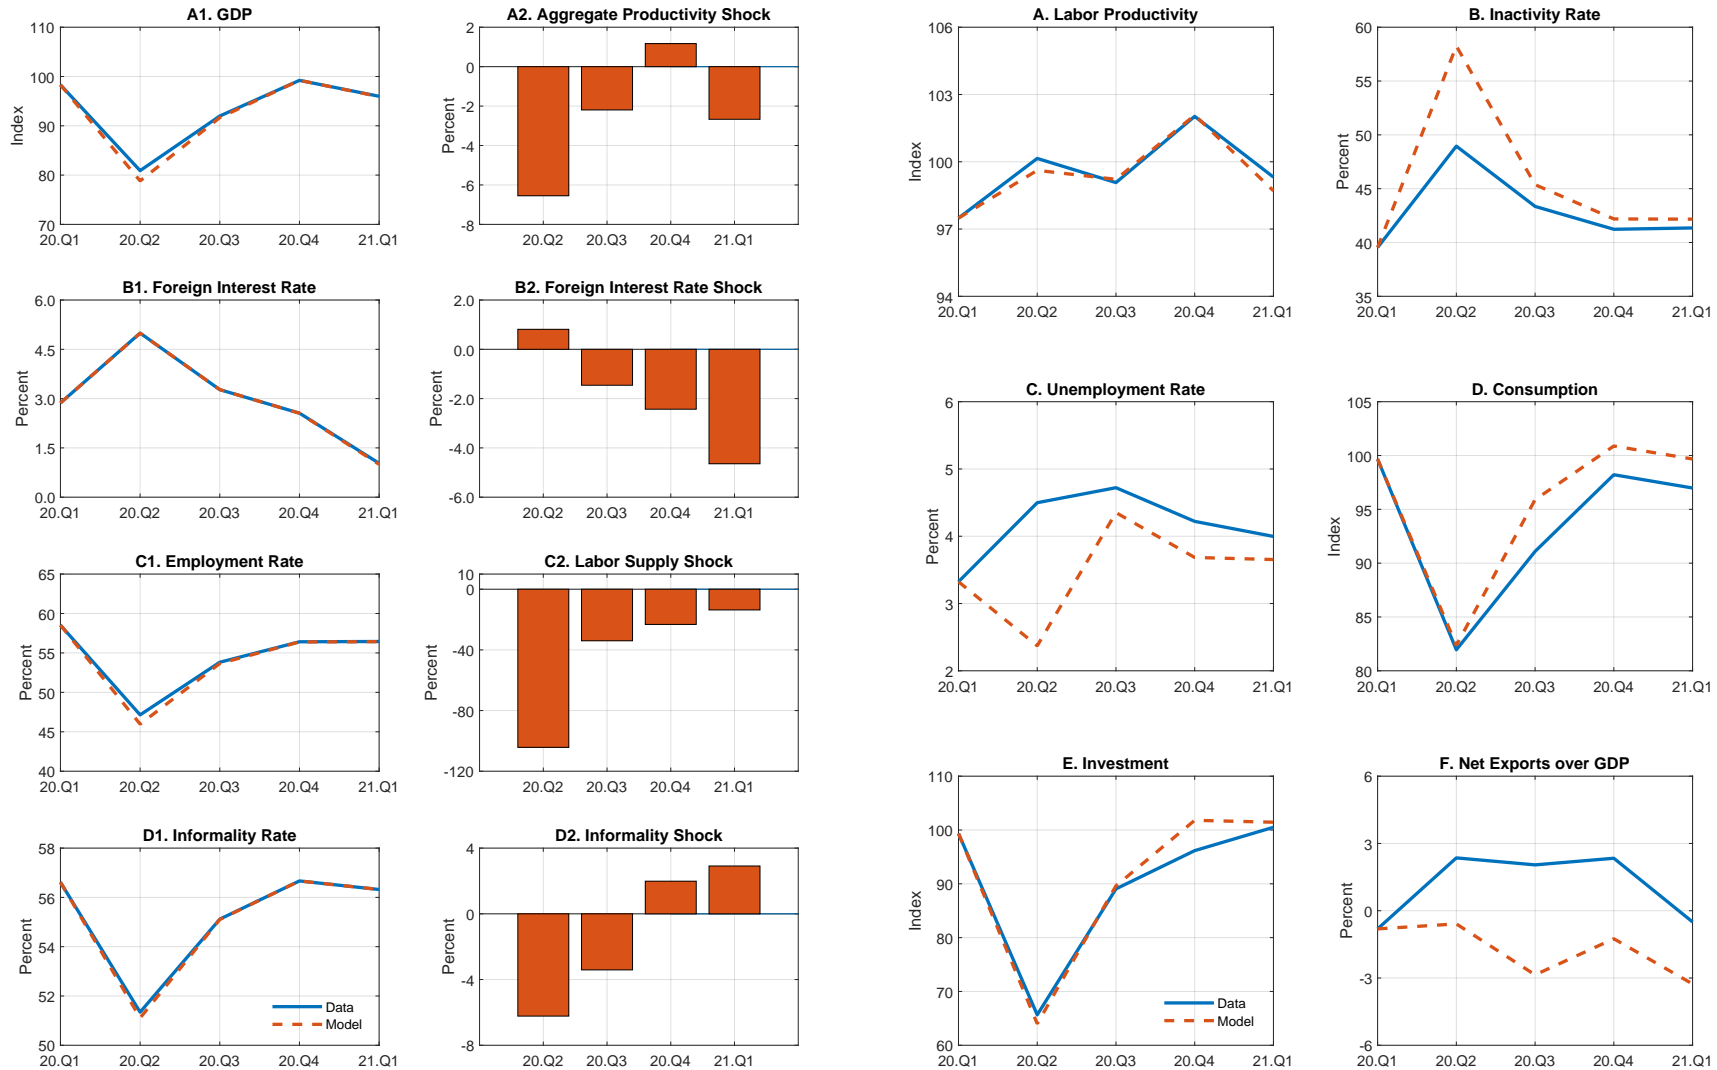 A1. GDP
110
100
90
80
70
Index
20.Q1 20.Q2 20.Q3 20.Q4 21.Q1
A2. Aggregate Productivity Shock
2
0
-2
-4
-6
-8
Percent
20.Q2 20.Q3 20.Q4 21.Q1
B1. Foreign Interest Rate
6.0
4.5
3.0
1.5
0.0
Percent
20.Q1 20.Q2 20.Q3 20.Q4 21.Q1
B2. Foreign Interest Rate Shock
2.0
0.0
-2.0
-4.0
-6.0
Percent
20.Q2 20.Q3 20.Q4 21.Q1
C1. Employment Rate
65
60
55
50
45
40
Percent
20.Q1 20.Q2 20.Q3 20.Q4 21.Q1
C2. Labor Supply Shock
10
0
-40
-80
-120
Percent
20.Q2 20.Q3 20.Q4 21.Q1
D1. Informality Rate
58
56
54
52
50
Percent
Data
Model
20.Q1 20.Q2 20.Q3 20.Q4 21.Q1
D2. Informality Shock
4
0
-4
-8
Percent
20.Q2 20.Q3 20.Q4 21.Q1
A. Labor Productivity
106
103
100
97
94
Index
20.Q1 20.Q2 20.Q3 20.Q4 21.Q1
B. Inactivity Rate
60
55
50
45
40
35
Percent
20.Q1 20.Q2 20.Q3 20.Q4 21.Q1
C. Unemployment Rate
6
5
4
3
2
Percent
20.Q1 20.Q2 20.Q3 20.Q4 21.Q1
D. Consumption
105
100
95
90
85
80
Index
20.Q1 20.Q2 20.Q3 20.Q4 21.Q1
E. Investment
110
100
90
80
70
60
Index
Data
Model
20.Q1 20.Q2 20.Q3 20.Q4 21.Q1
F. Net Exports over GDP
6
3
0
-3
-6
Percent
20.Q1 20.Q2 20.Q3 20.Q4 21.Q1